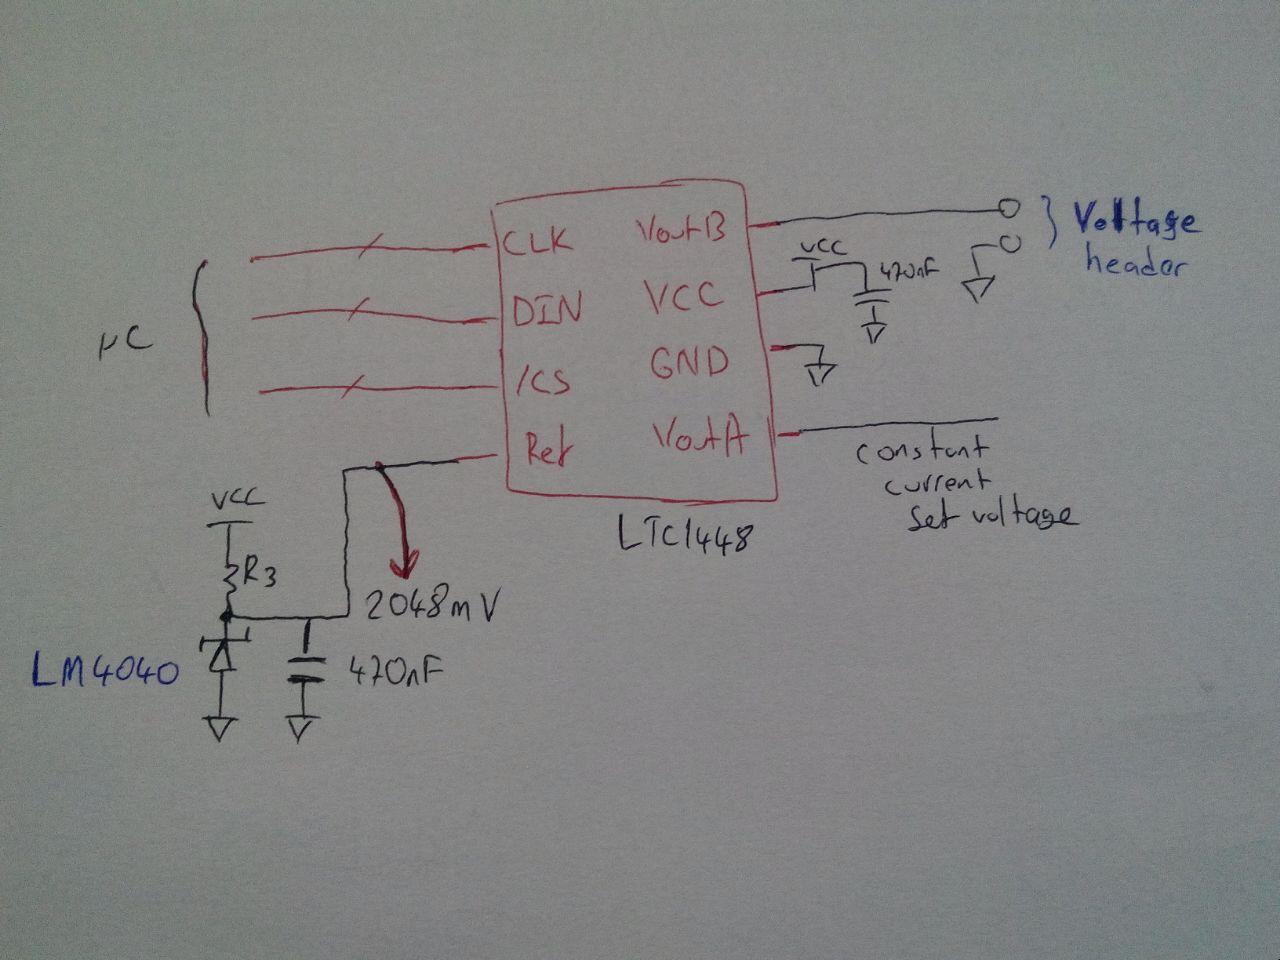 CLK
VoutB
Voltage
header
VCC
470nF
DIN
VCC
µC
GND
/CS
Ref
VoutA
constant
current
Set voltage
LTC1448
VCC
R3
2048mV
LM4040
470nF